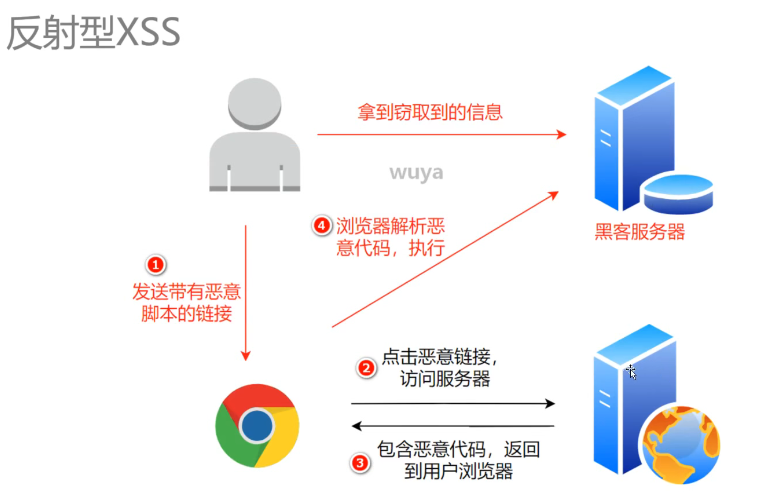 反射型XSS
拿到窃取到的信息
wuya
黑客服务器
4
浏览器解析恶
意代码，执行
1
发送带有恶意
脚本的链接
2
点击恶意链接，
访问服务器
3
包含恶意代码，返回
到用户浏览器